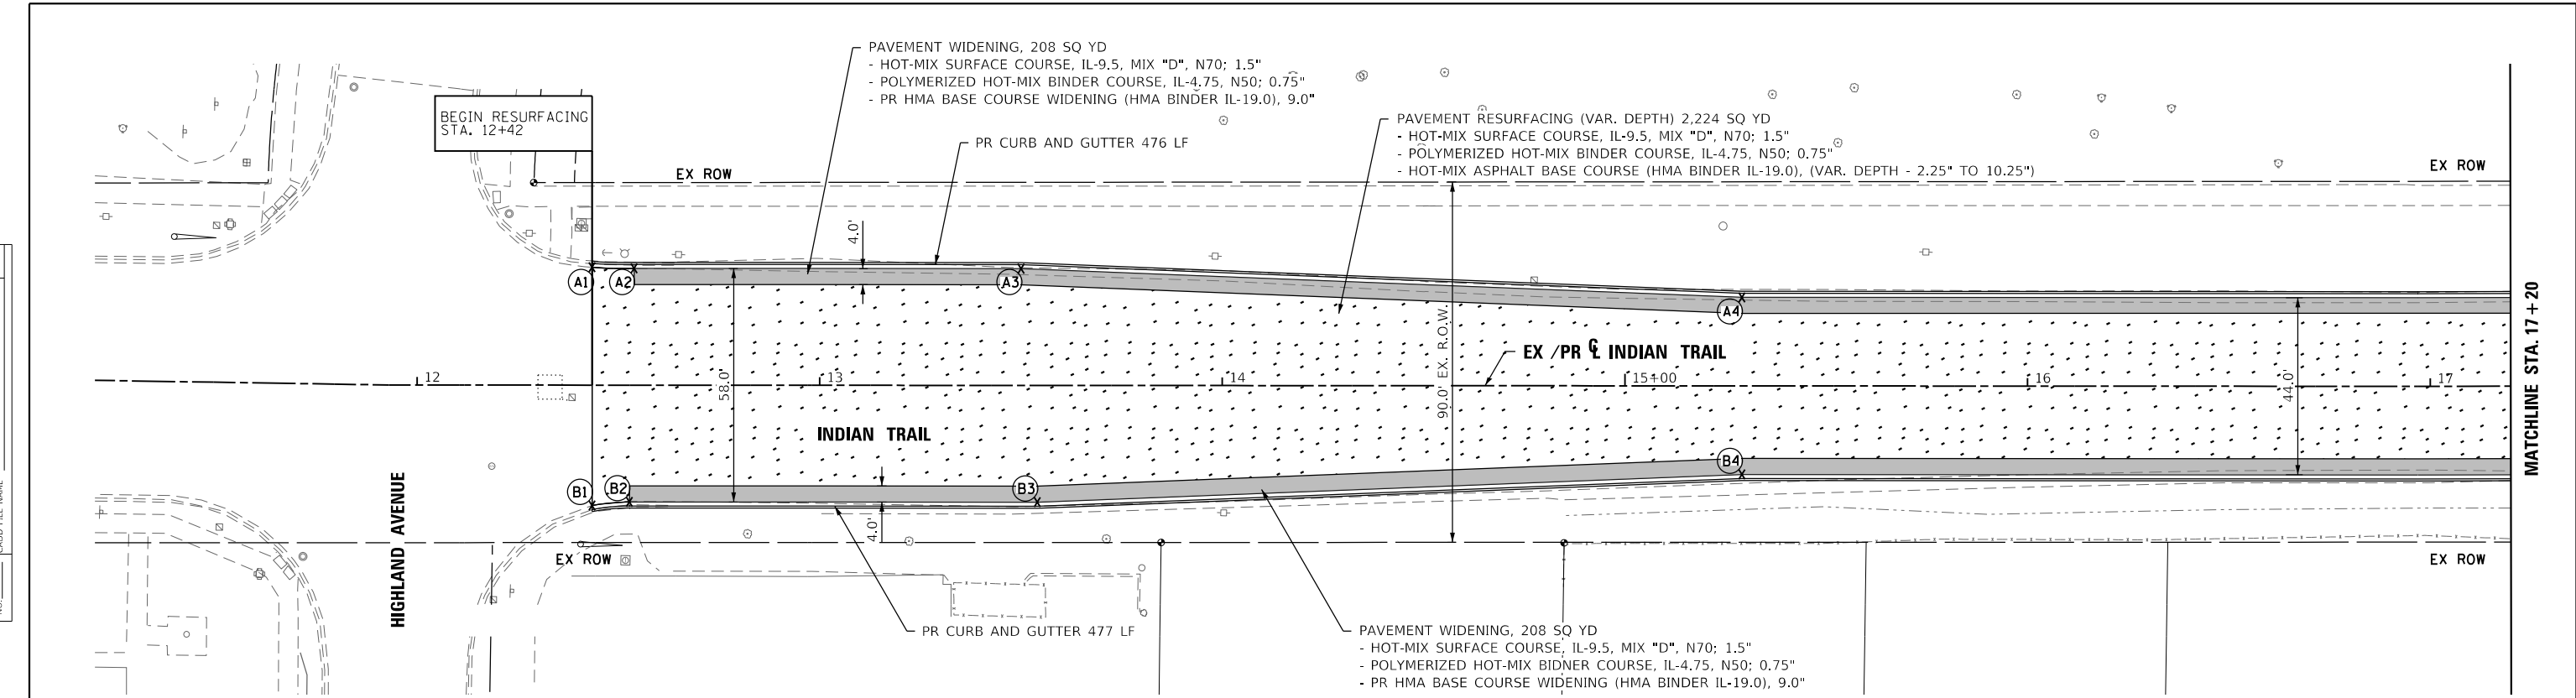 PAVEMENT WIDENING, 208 SQ YD
- HOT-MIX SURFACE COURSE, IL-9.5, MIX "D", N70; 1.5"
- POLYMERIZED HOT-MIX BINDER COURSE, IL-4.75, N50; 0.75"
- PR HMA BASE COURSE WIDENING (HMA BINDER IL-19.0), 9.0"
BEGIN RESURFACING
STA. 12+42
PAVEMENT RESURFACING (VAR. DEPTH) 2,224 SQ YD
- HOT-MIX SURFACE COURSE, IL-9.5, MIX "D", N70; 1.5"
- POLYMERIZED HOT-MIX BINDER COURSE, IL-4.75, N50; 0.75"
- HOT-MIX ASPHALT BASE COURSE (HMA BINDER IL-19.0), (VAR. DEPTH - 2.25" TO 10.25")
PR CURB AND GUTTER 476 LF
EX ROW
EX ROW
4.0'
A1
A2
A3
A4
MATCHLINE STA. 17+20
58.0'
90.0' EX. R.O.W.
44.0'
EX /PR ℄ INDIAN TRAIL
12
13
14
15+00
16
17
INDIAN TRAIL
HIGHLAND AVENUE
B1
B2
B3
B4
4.0'
EX ROW
EX ROW
PR CURB AND GUTTER 477 LF
PAVEMENT WIDENING, 208 SQ YD
- HOT-MIX SURFACE COURSE, IL-9.5, MIX "D", N70; 1.5"
- POLYMERIZED HOT-MIX BIDNER COURSE, IL-4.75, N50; 0.75"
- PR HMA BASE COURSE WIDENING (HMA BINDER IL-19.0), 9.0"